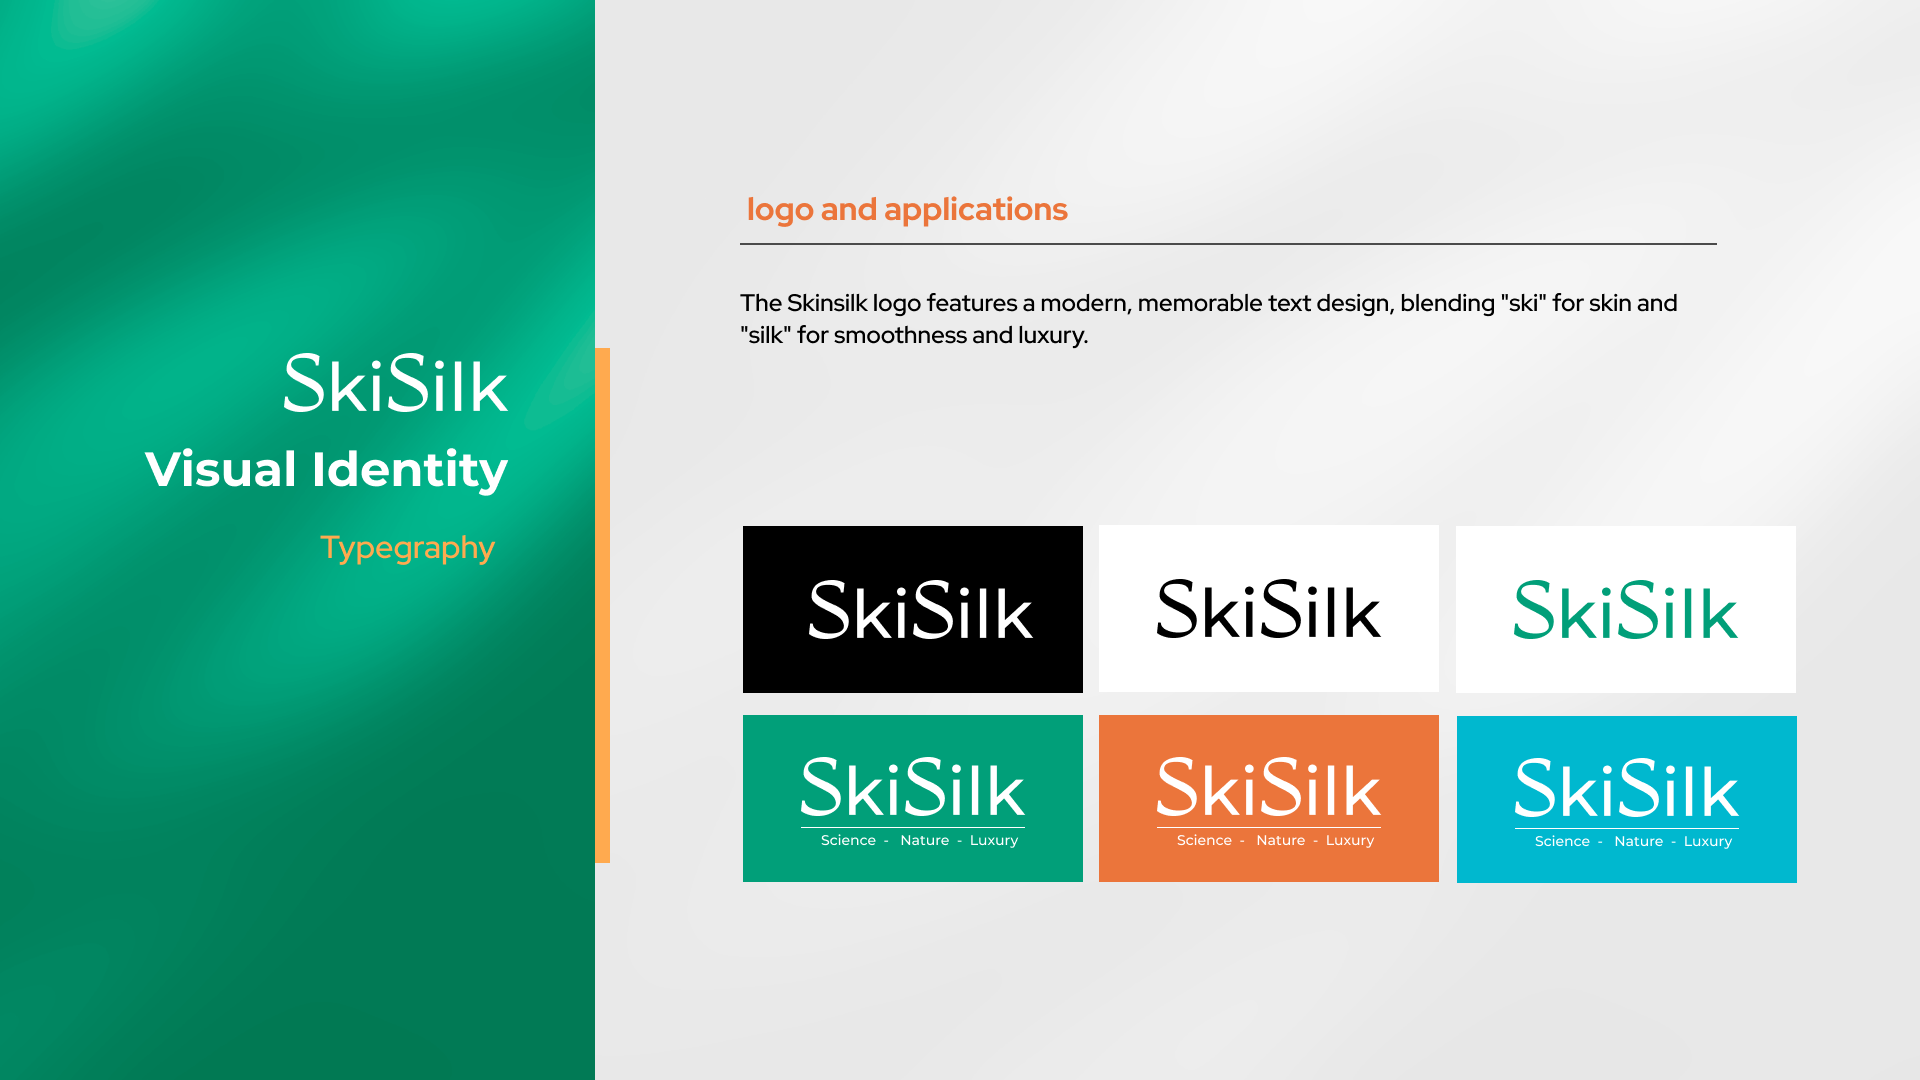 SkiSilk
Visual Identity
Typegraphy
logo and applications
The Skinsilk logo features a modern, memorable text design, blending "ski" for skin and
"silk" for smoothness and luxury.
SkiSilk
SkiSilk
SkiSilk
SkiSilk
Science - Nature - Luxury
SkiSilk
Science - Nature - Luxury
SkiSilk
Science - Nature - Luxury